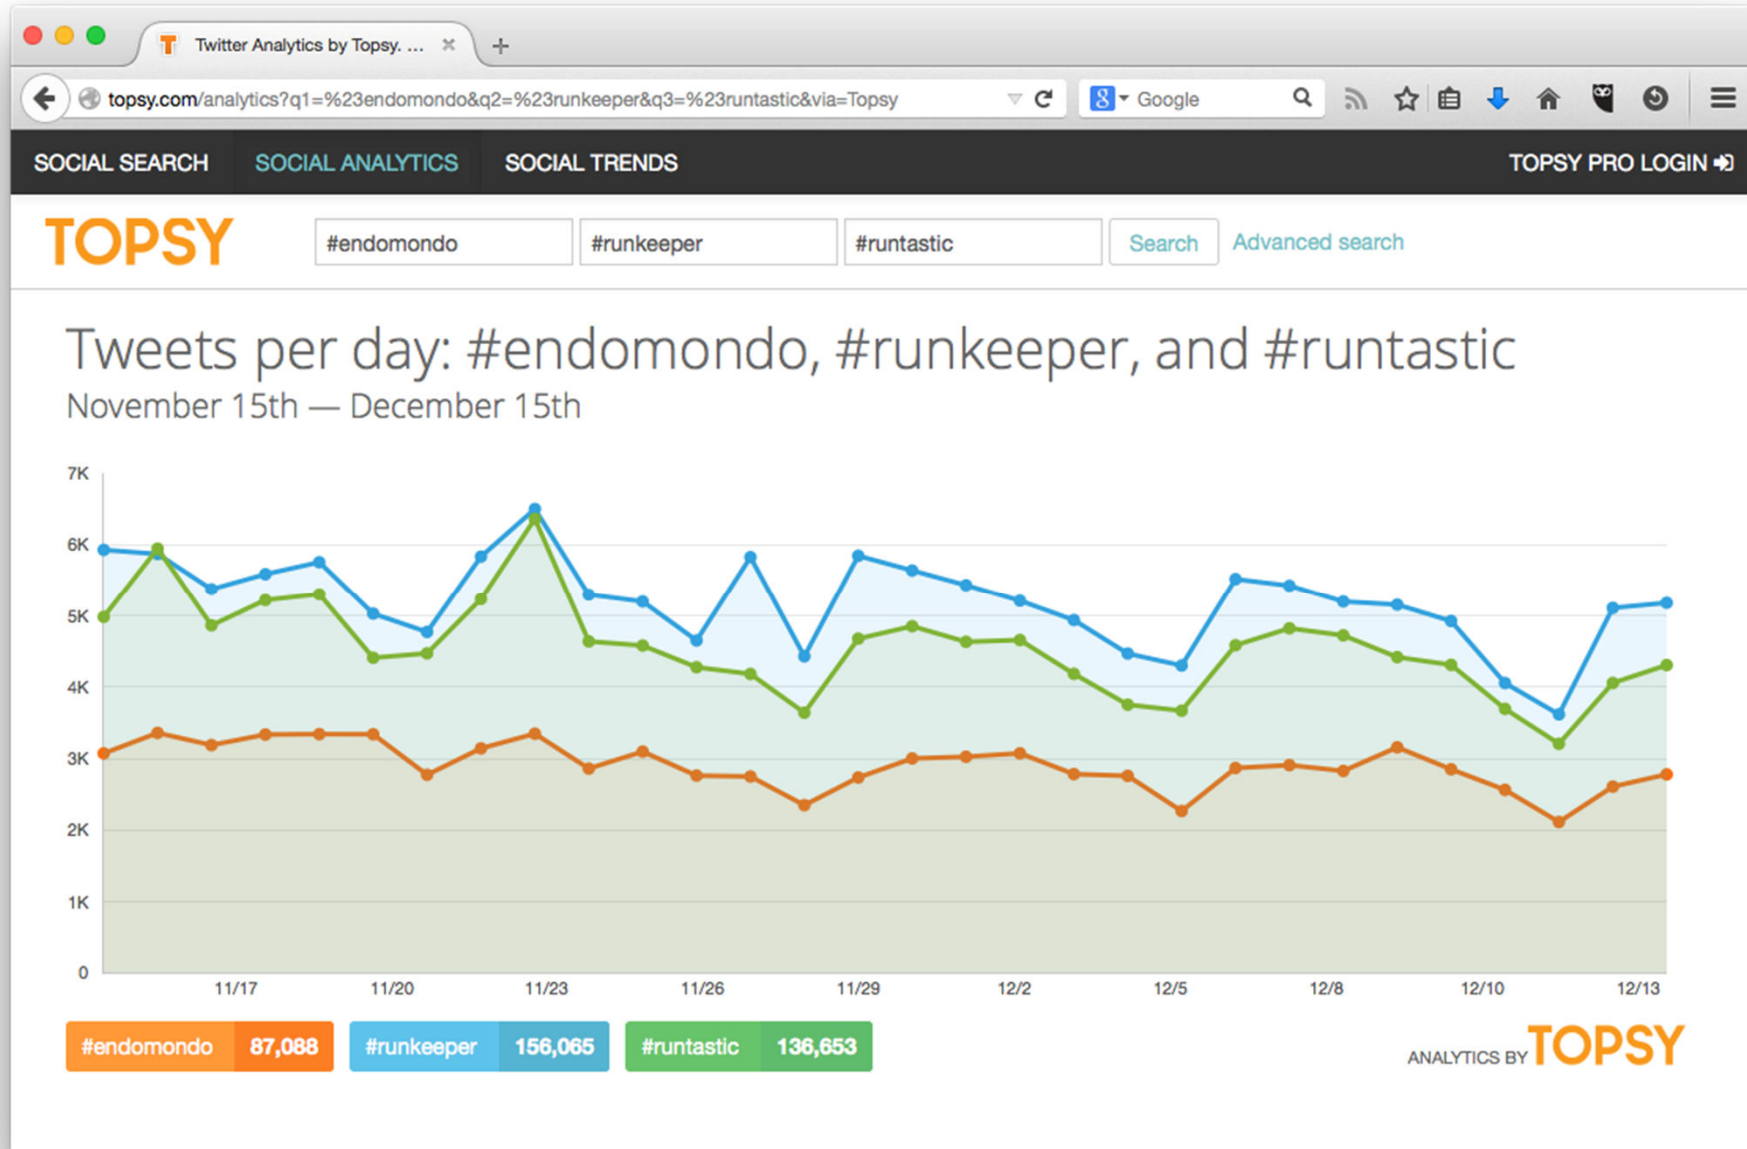 Twitter Analytics by Topsy. ...
topsy.com/analytics?q1=%23endomondo&q2=%23runkeeper&q3=%23runtastic&via=Topsy
Google
SOCIAL SEARCH SOCIAL ANALYTICS SOCIAL TRENDS TOPSY PRO LOGIN
TOPSY #endomondo #runkeeper #runtastic Search Advanced search
Tweets per day: #endomondo, #runkeeper, and #runtastic
November 15th — December 15th
7K
6K
5K
4K
3K
2K
1K
0
11/17 11/20 11/23 11/26 11/29 12/2 12/5 12/8 12/10 12/13
#endomondo 87,088 #runkeeper 156,065 #runtastic 136,653
ANALYTICS BY TOPSY